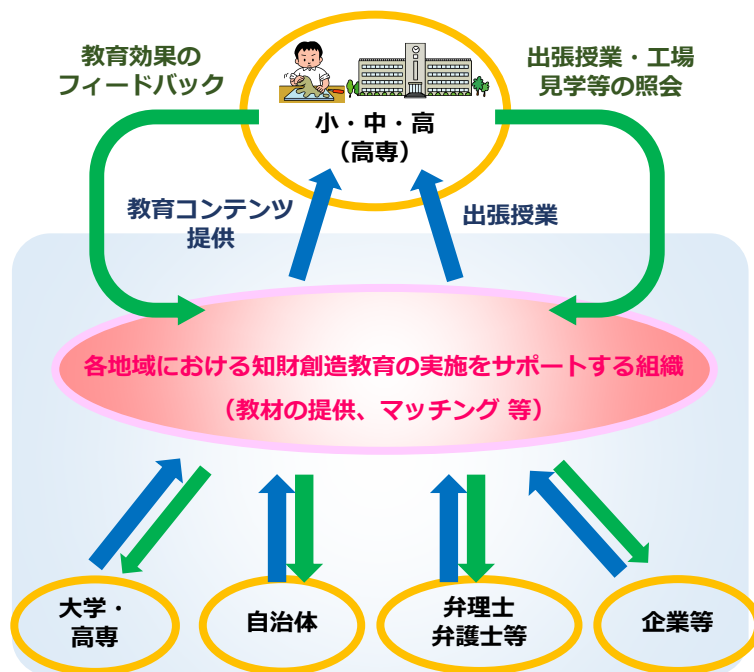 教育効果の
フィードバック
出張授業・工場
見学等の照会
小・中・高
（高専）
教育コンテンツ
提供
出張授業
各地域における知財創造教育の実施をサポートする組織
（教材の提供、マッチング 等）
大学・
高専
自治体
弁理士
弁護士等
企業等